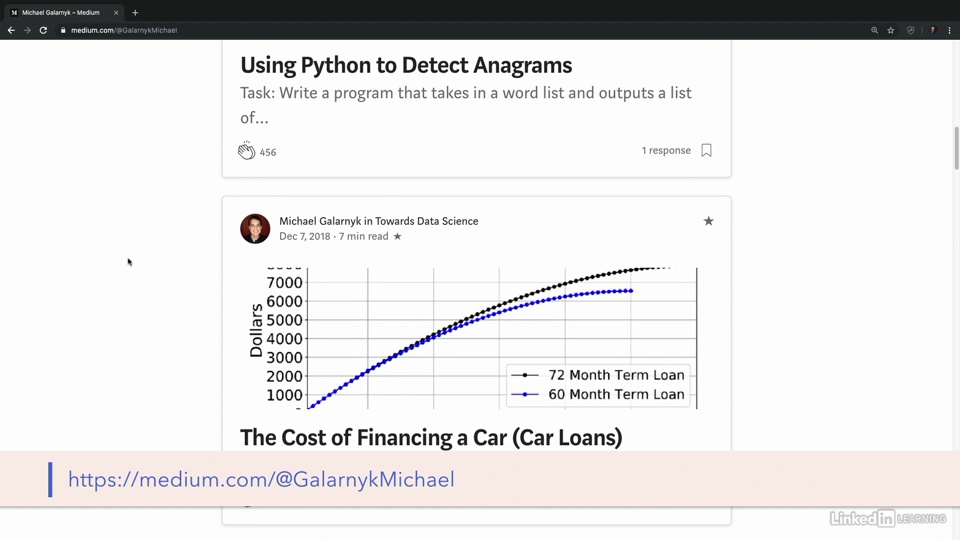 Michael Galarnyk – Medium
medium.com/@GalarnykMichael
Using Python to Detect Anagrams
Task: Write a program that takes in a word list and outputs a list
of...
456
1 response
Michael Galarnyk in Towards Data Science
Dec 7, 2018 · 7 min read ★
7000
6000
5000
4000
3000
2000
1000
Dollars
72 Month Term Loan
60 Month Term Loan
The Cost of Financing a Car (Car Loans)
https://medium.com/@GalarnykMichael
Linked in LEARNING